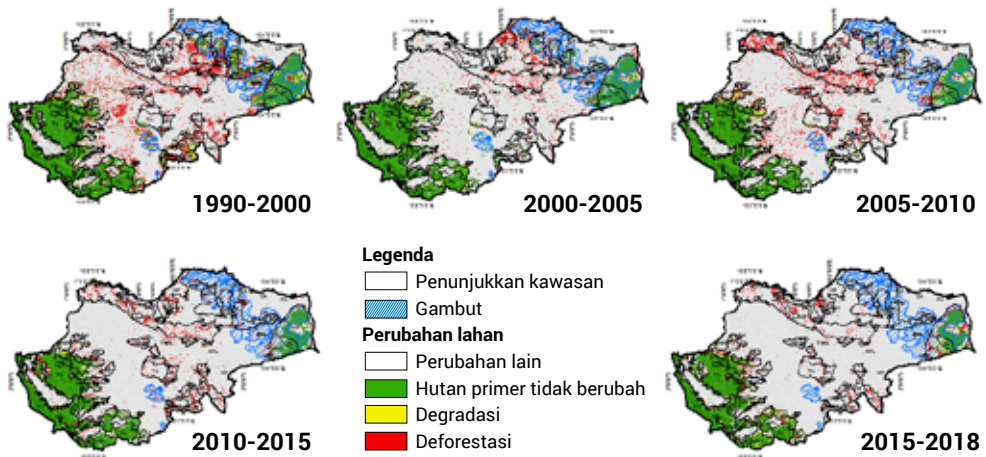 1990-2000
2000-2005
2005-2010
Legenda
Penunjukkan kawasan
Gambut
Perubahan lahan
Perubahan lain
Hutan primer tidak berubah
Degradasi
Deforestasi
2010-2015
2015-2018